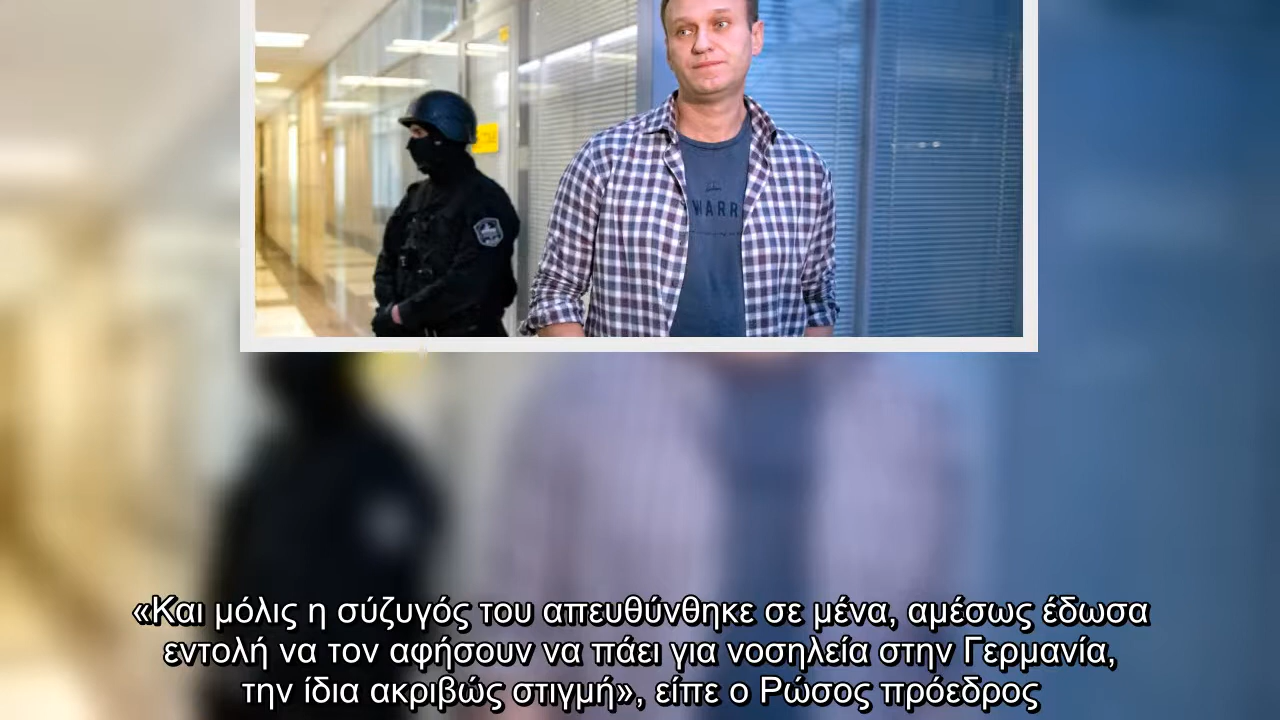 WARR
«Και μόλις η σύζυγός του απευθύνθηκε σε μένα, αμέσως έδωσα
εντολή να τον αφήσουν να πάει για νοσηλεία στην Γερμανία,
την ίδια ακριβώς στιγμή», είπε ο Ρώσος πρόεδρος